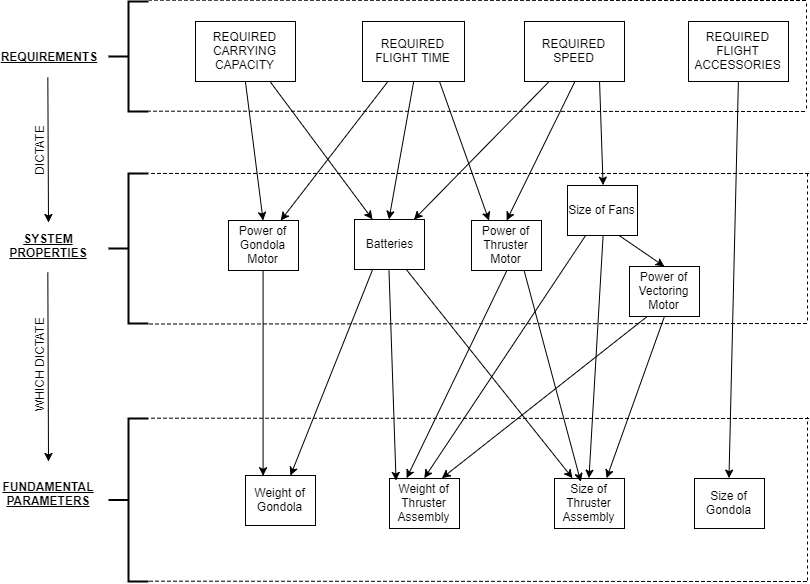 REQUIREMENTS
REQUIRED
CARRYING
CAPACITY
REQUIRED
FLIGHT TIME
REQUIRED
SPEED
REQUIRED
FLIGHT
ACCESSORIES
DICTATE
SYSTEM
PROPERTIES
Power of
Gondola
Motor
Batteries
Power of
Thruster
Motor
Size of Fans
Power of
Vectoring
Motor
WHICH DICTATE
FUNDAMENTAL
PARAMETERS
Weight of
Gondola
Weight of
Thruster
Assembly
Size of
Thruster
Assembly
Size of
Gondola